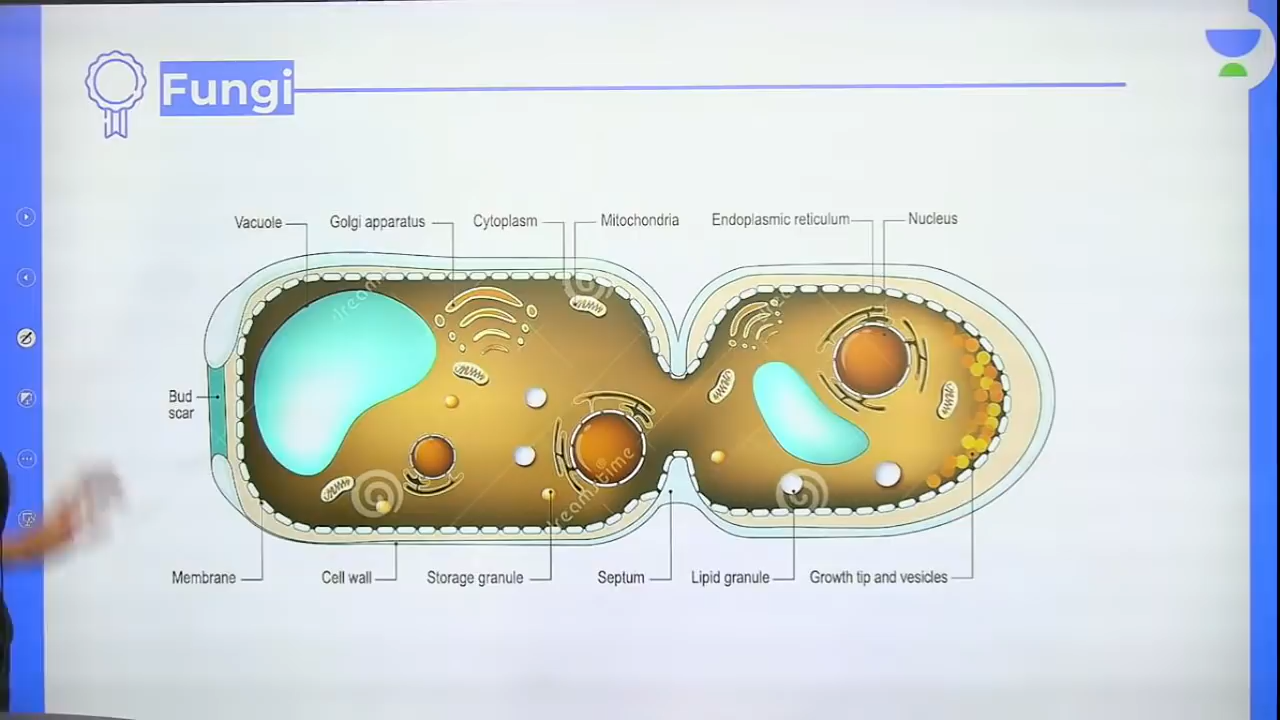 Fungi
Vacuole
Golgi apparatus
Cytoplasm
Mitochondria
Endoplasmic reticulum
Nucleus
Bud
scar
Membrane
Cell wall
Storage granule
Septum
Lipid granule
Growth tip and vesicles
dreamstime